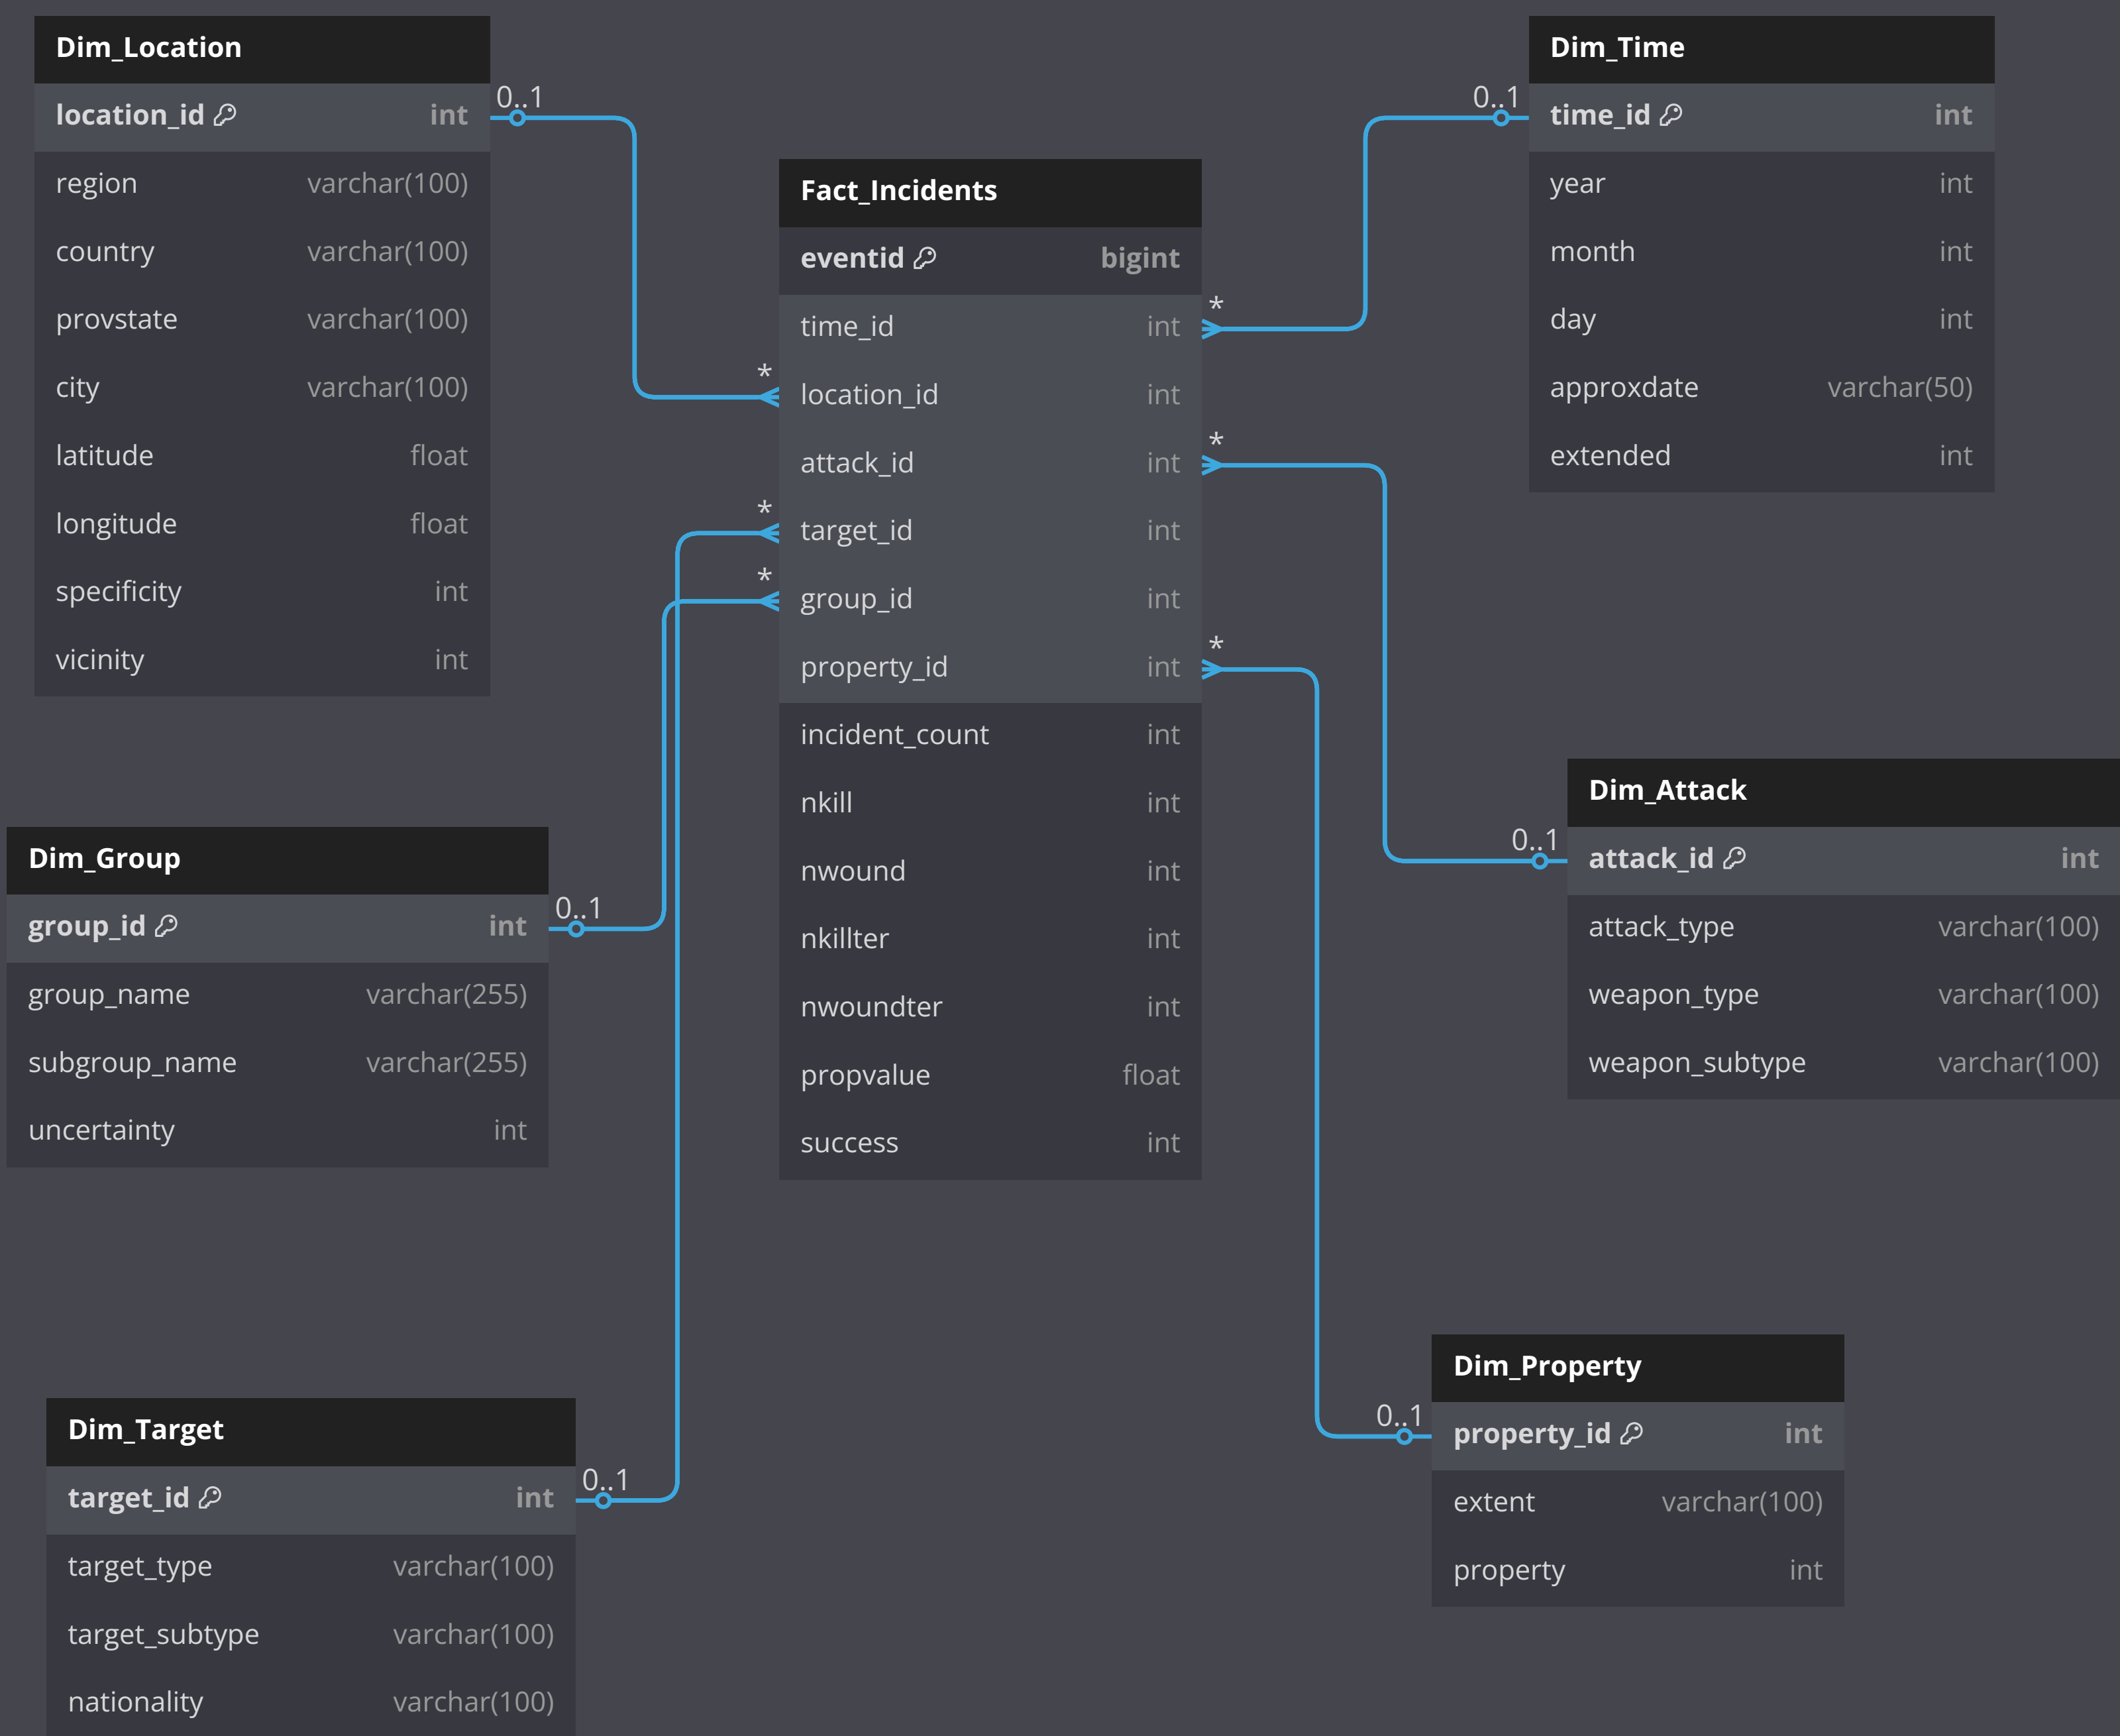 Dim_Location
location_id int
region varchar(100)
country varchar(100)
provstate varchar(100)
city varchar(100)
latitude float
longitude float
specificity int
vicinity int
0..1
*
Fact_Incidents
eventid bigint
time_id int
location_id int
attack_id int
target_id int
group_id int
property_id int
incident_count int
nkill int
nwound int
nkillter int
nwoundter int
propvalue float
success int
*
0..1
Dim_Time
time_id int
year int
month int
day int
approxdate varchar(50)
extended int
*
0..1
Dim_Attack
attack_id int
attack_type varchar(100)
weapon_type varchar(100)
weapon_subtype varchar(100)
Dim_Group
group_id int
group_name varchar(255)
subgroup_name varchar(255)
uncertainty int
0..1
*
Dim_Target
target_id int
target_type varchar(100)
target_subtype varchar(100)
nationality varchar(100)
0..1
*
*
0..1
Dim_Property
property_id int
extent varchar(100)
property int